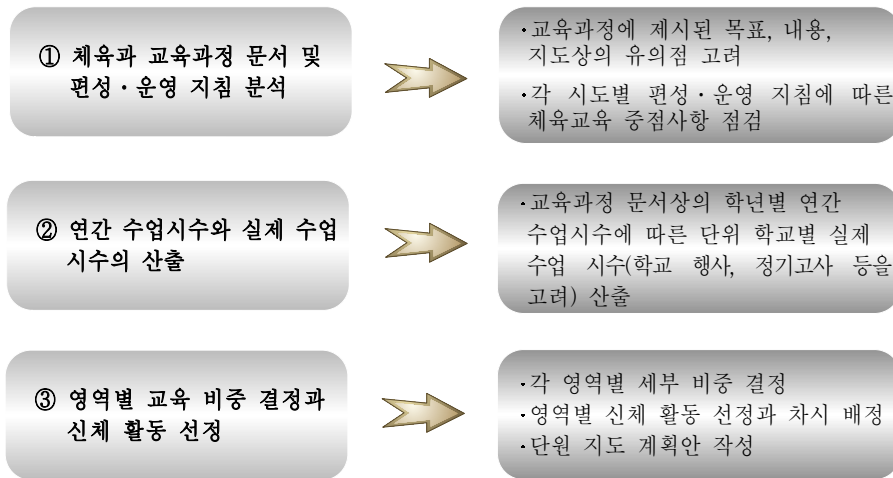 ① 체육과 교육과정 문서 및
편성·운영 지침 분석
·교육과정에 제시된 목표, 내용,
지도상의 유의점 고려
·각 시도별 편성·운영 지침에 따른
체육교육 중점사항 점검
② 연간 수업시수와 실제 수업
시수의 산출
·교육과정 문서상의 학년별 연간
수업시수에 따른 단위 학교별 실제
수업 시수(학교 행사, 정기고사 등을
고려) 산출
③ 영역별 교육 비중 결정과
신체 활동 선정
·각 영역별 세부 비중 결정
·영역별 신체 활동 선정과 차시 배정
·단원 지도 계획안 작성